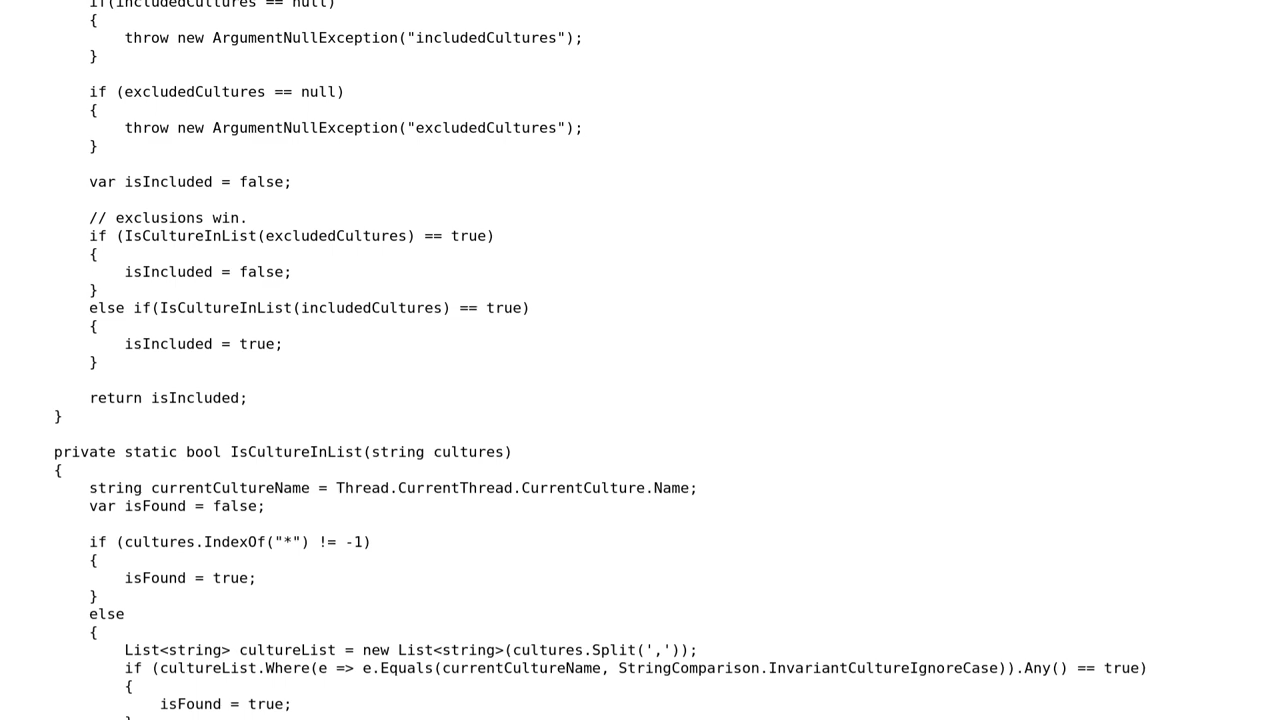 if(includedCultures == null)
{
throw new ArgumentNullException("includedCultures");
}
if (excludedCultures == null)
{
throw new ArgumentNullException("excludedCultures");
}
var isIncluded = false;
// exclusions win.
if (IsCultureInList(excludedCultures) == true)
{
isIncluded = false;
}
else if(IsCultureInList(includedCultures) == true)
{
isIncluded = true;
}
return isIncluded;
}
private static bool IsCultureInList(string cultures)
{
string currentCultureName = Thread.CurrentThread.CurrentCulture.Name;
var isFound = false;
if (cultures.IndexOf("*") != -1)
{
isFound = true;
}
else
{
List<string> cultureList = new List<string>(cultures.Split(','));
if (cultureList.Where(e => e.Equals(currentCultureName, StringComparison.InvariantCultureIgnoreCase)).Any() == true)
{
isFound = true;
}